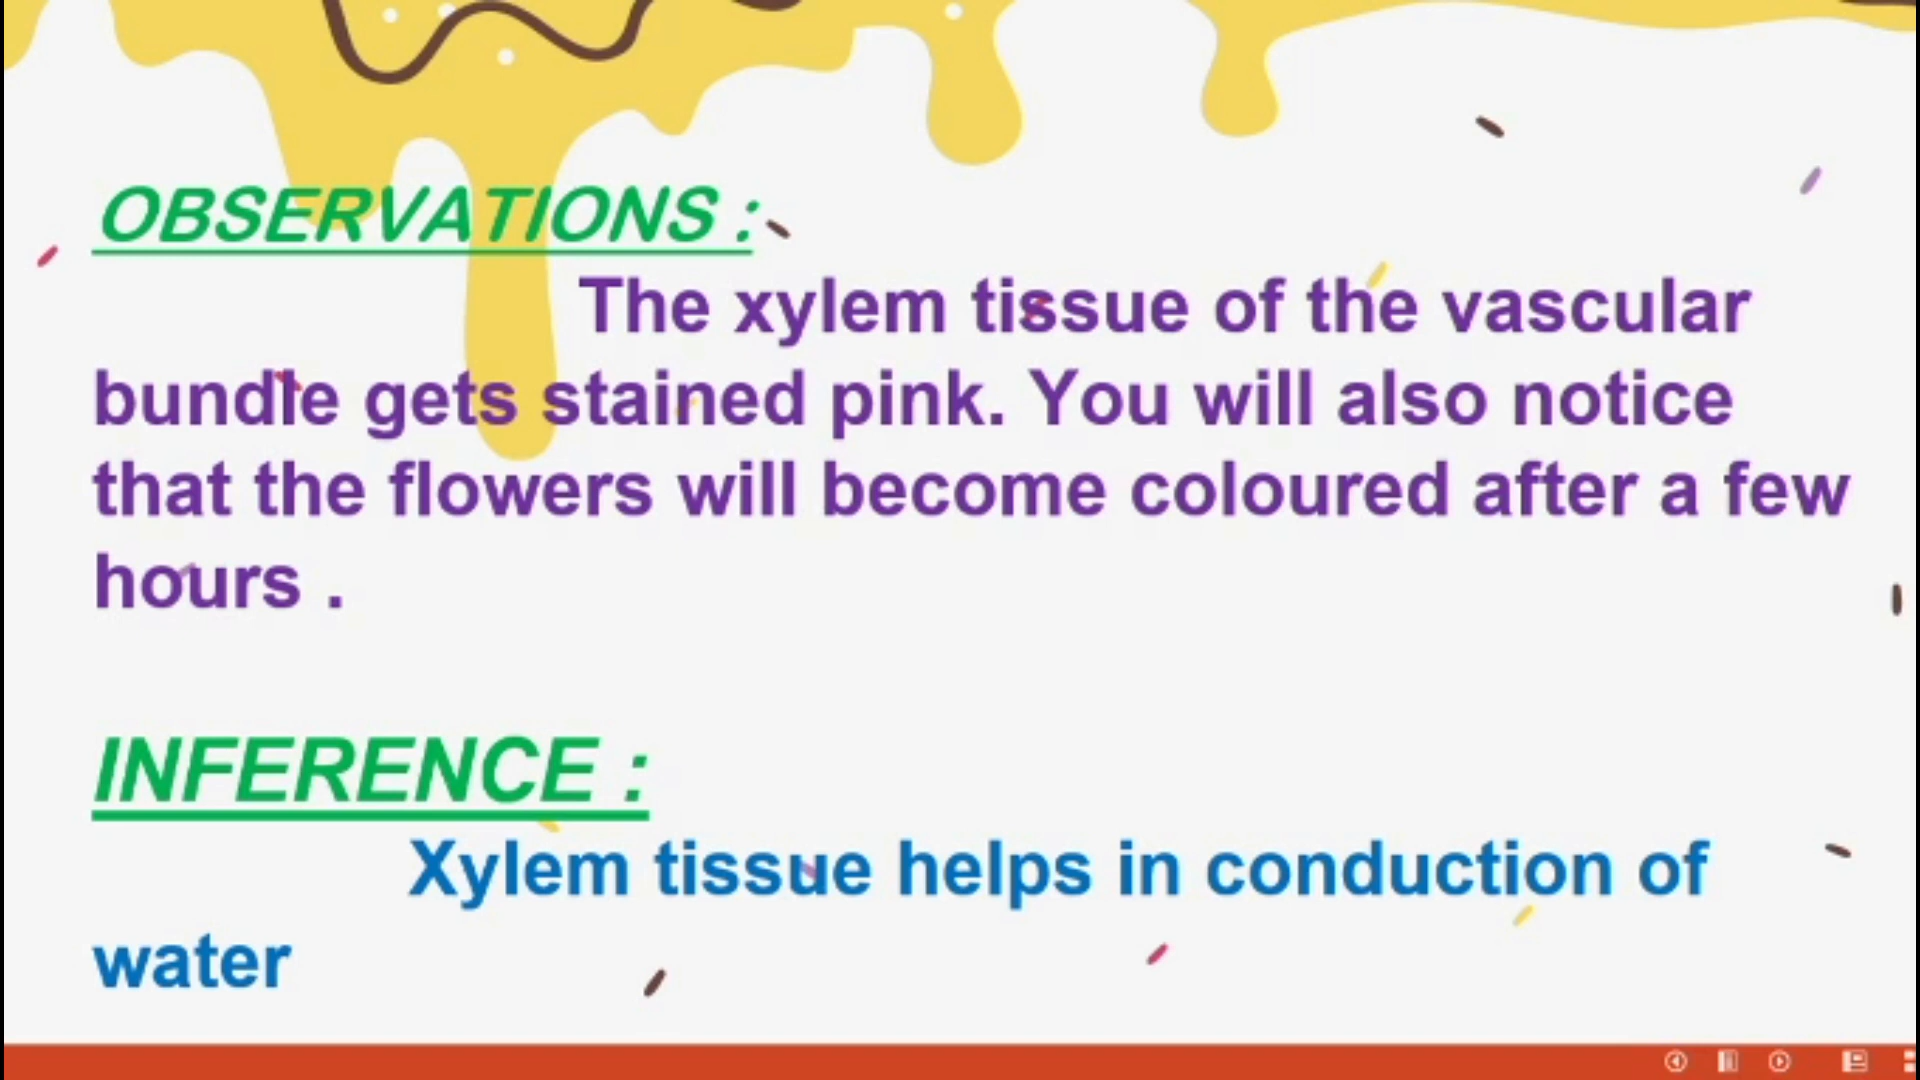 OBSERVATIONS :
The xylem tissue of the vascular
bundle gets stained pink. You will also notice
that the flowers will become coloured after a few
hours .
INFERENCE :
Xylem tissue helps in conduction of
water